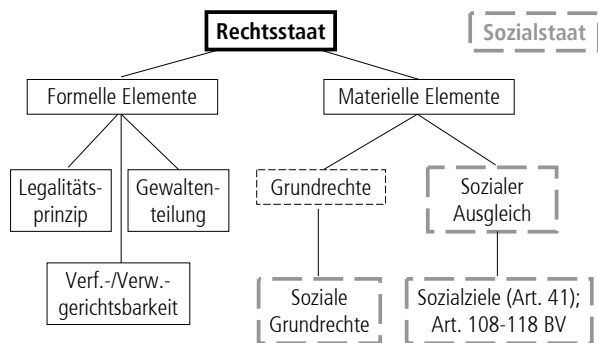 Rechtsstaat
Sozialstaat
Formelle Elemente
Materielle Elemente
Legalitäts-
prinzip
Gewalten-
teilung
Grundrechte
Sozialer
Ausgleich
Verf.-/Verw.-
gerichtsbarkeit
Soziale
Grundrechte
Sozialziele (Art. 41);
Art. 108-118 BV